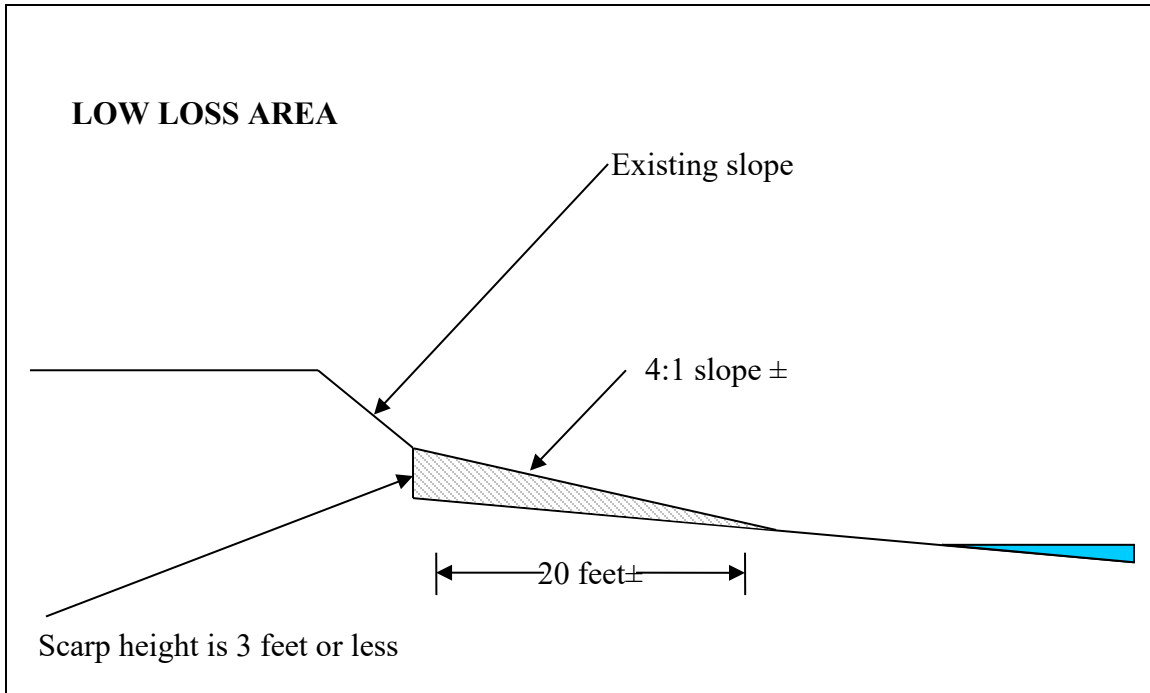 LOW LOSS AREA
Existing slope
4:1 slope ±
20 feet±
Scarp height is 3 feet or less